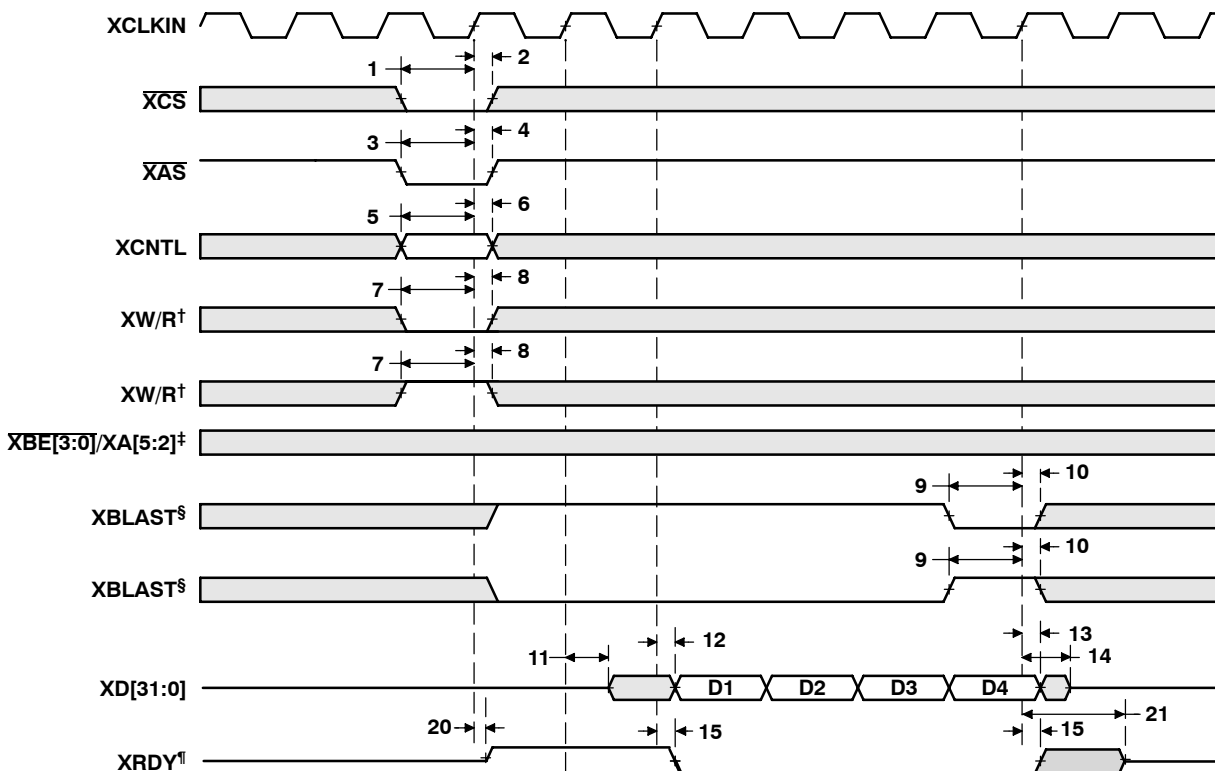 XCLKIN
1
2
XCS
3
4
XAS
5
6
XCNTL
7
8
XW/R†
7
8
XW/R†
XBE[3:0]/XA[5:2]‡
9
10
XBLAST§
9
10
XBLAST§
11
12
13
14
XD[31:0]
D1
D2
D3
D4
20
15
15
21
XRDY¶